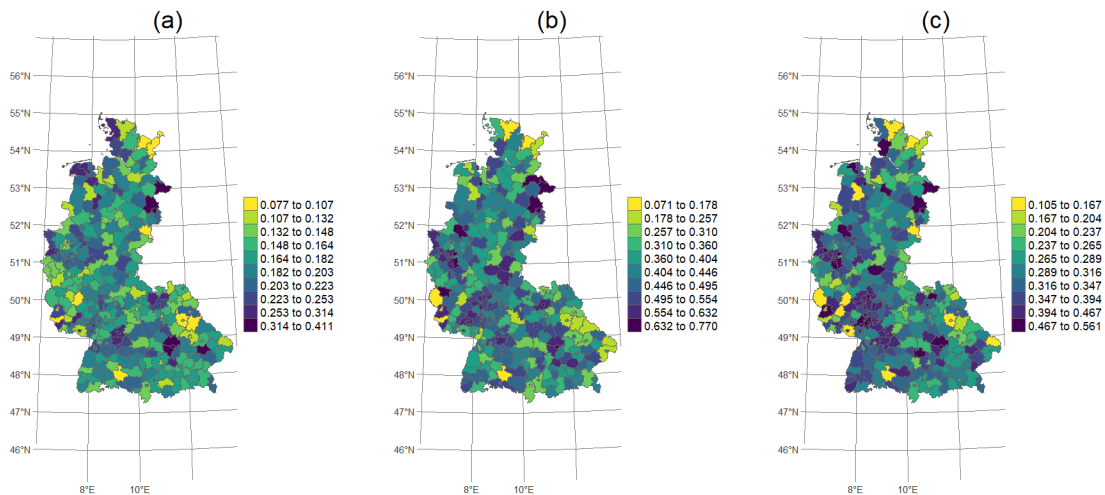 (a)
(b)
(c)
56°N
55°N
54°N
53°N
52°N
51°N
50°N
49°N
48°N
47°N
46°N
8°E
10°E
0.077 to 0.107
0.107 to 0.132
0.132 to 0.148
0.148 to 0.164
0.164 to 0.182
0.182 to 0.203
0.203 to 0.223
0.223 to 0.253
0.253 to 0.314
0.314 to 0.411
56°N
55°N
54°N
53°N
52°N
51°N
50°N
49°N
48°N
47°N
46°N
8°E
10°E
0.071 to 0.178
0.178 to 0.257
0.257 to 0.310
0.310 to 0.360
0.360 to 0.404
0.404 to 0.446
0.446 to 0.495
0.495 to 0.554
0.554 to 0.632
0.632 to 0.770
56°N
55°N
54°N
53°N
52°N
51°N
50°N
49°N
48°N
47°N
46°N
8°E
10°E
0.105 to 0.167
0.167 to 0.204
0.204 to 0.237
0.237 to 0.265
0.265 to 0.289
0.289 to 0.316
0.316 to 0.347
0.347 to 0.394
0.394 to 0.467
0.467 to 0.561